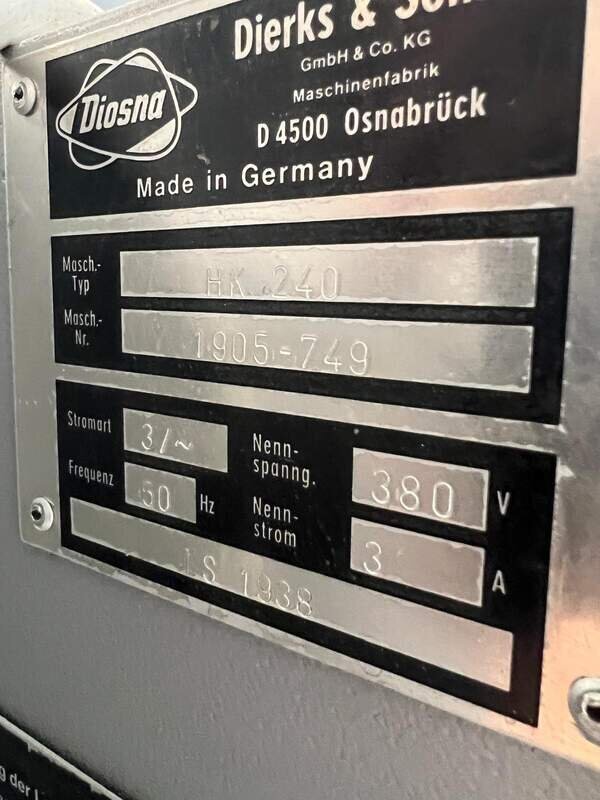 Dierks &
GmbH & Co. KG
Maschinenfabrik
D 4500 Osnabrück
Diosna
Made in Germany
Masch.-
Typ
HK 240
Masch.-
Nr.
1905-749
Stromart
3/~
Nenn-
spanng.
380
V
Frequenz
50
Hz
Nenn-
strom
3
A
LS 1938
g der